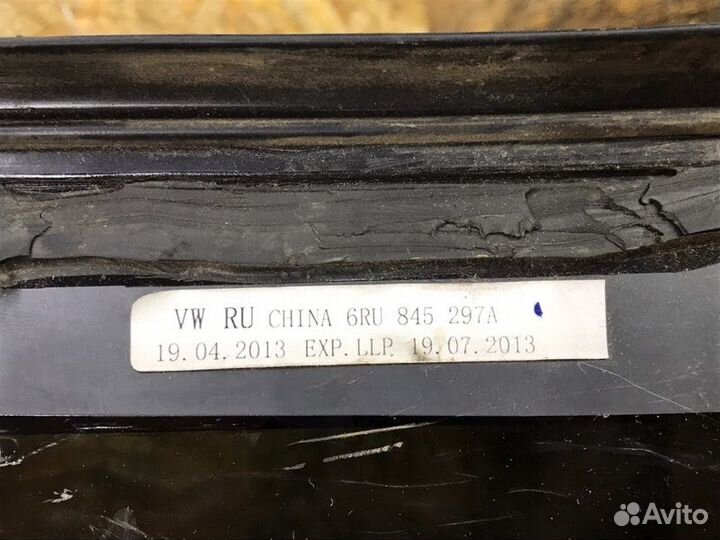 VW RU CHINA 6RU 845 297A
19.04.2013 EXP.LLP. 19.07.2013
Avito